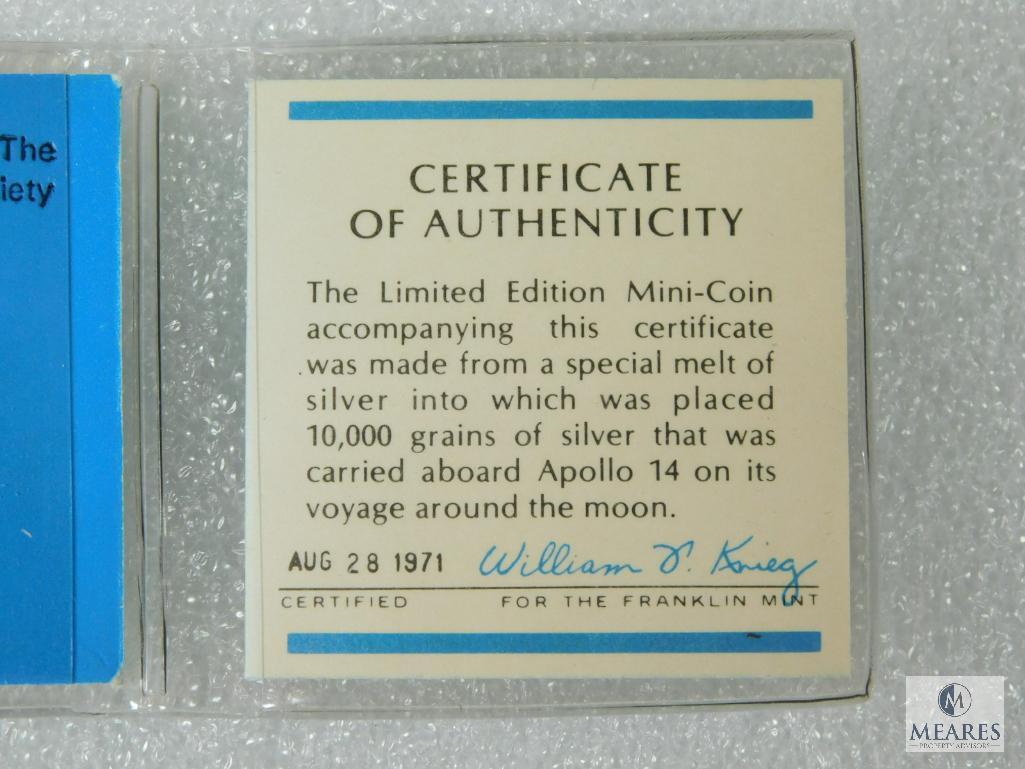 The
iety
CERTIFICATE
OF AUTHENTICITY
The Limited Edition Mini-Coin
accompanying this certificate
was made from a special melt of
silver into which was placed
10,000 grains of silver that was
carried aboard Apollo 14 on its
voyage around the moon.
AUG 28 1971 William T. Krieg
CERTIFIED FOR THE FRANKLIN MINT
M
MEARES
PROPERTY ADVISORS